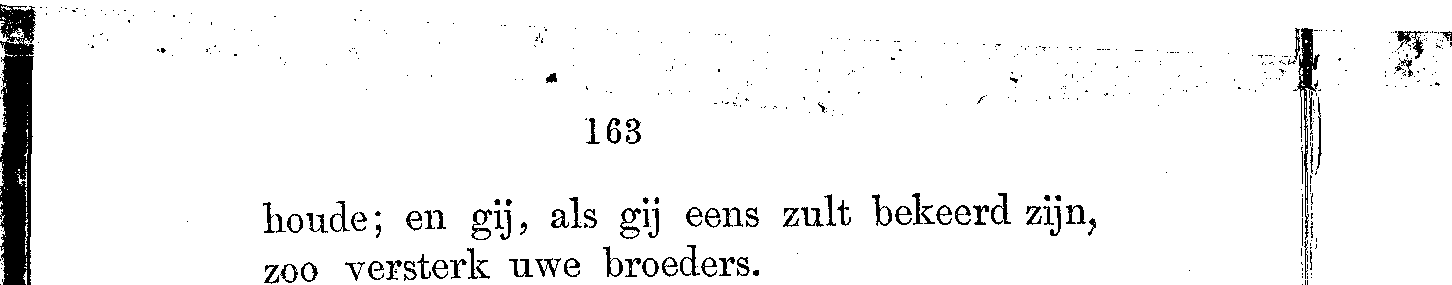 163
houde; en gij, als gij eens zult bekeerd zijn,
zoo versterk uwe broeders.